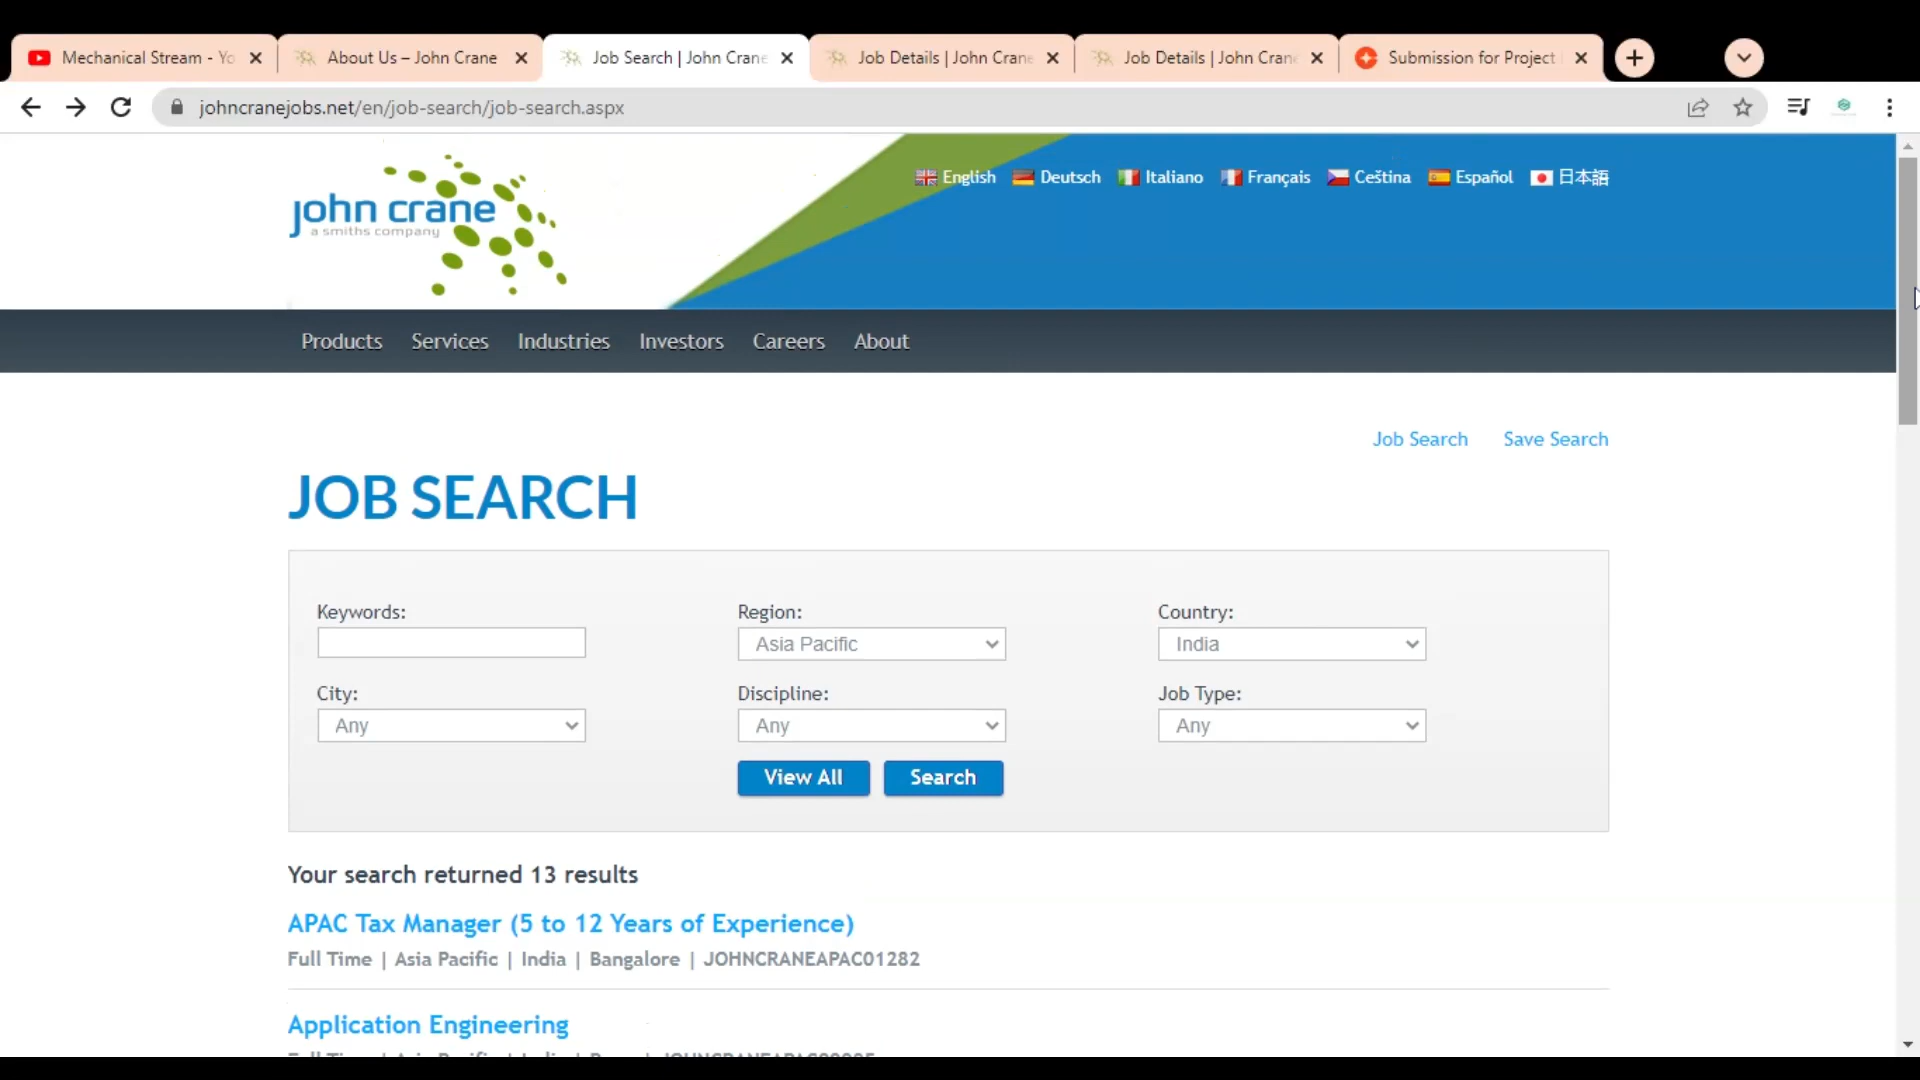 Mechanical Stream - Yo
About Us – John Crane
Job Search | John Crane
Job Details | John Crane
Job Details | John Crane
Submission for Project
johncranejobs.net/en/job-search/job-search.aspx
john crane
a smiths company
English Deutsch Italiano Français Ceština Español 日本語
Products Services Industries Investors Careers About
Job Search Save Search
JOB SEARCH
Keywords: Region: Country:
Asia Pacific India
City: Discipline: Job Type:
Any Any Any
View All Search
Your search returned 13 results
APAC Tax Manager (5 to 12 Years of Experience)
Full Time | Asia Pacific | India | Bangalore | JOHNCRANEAPAC01282
Application Engineering